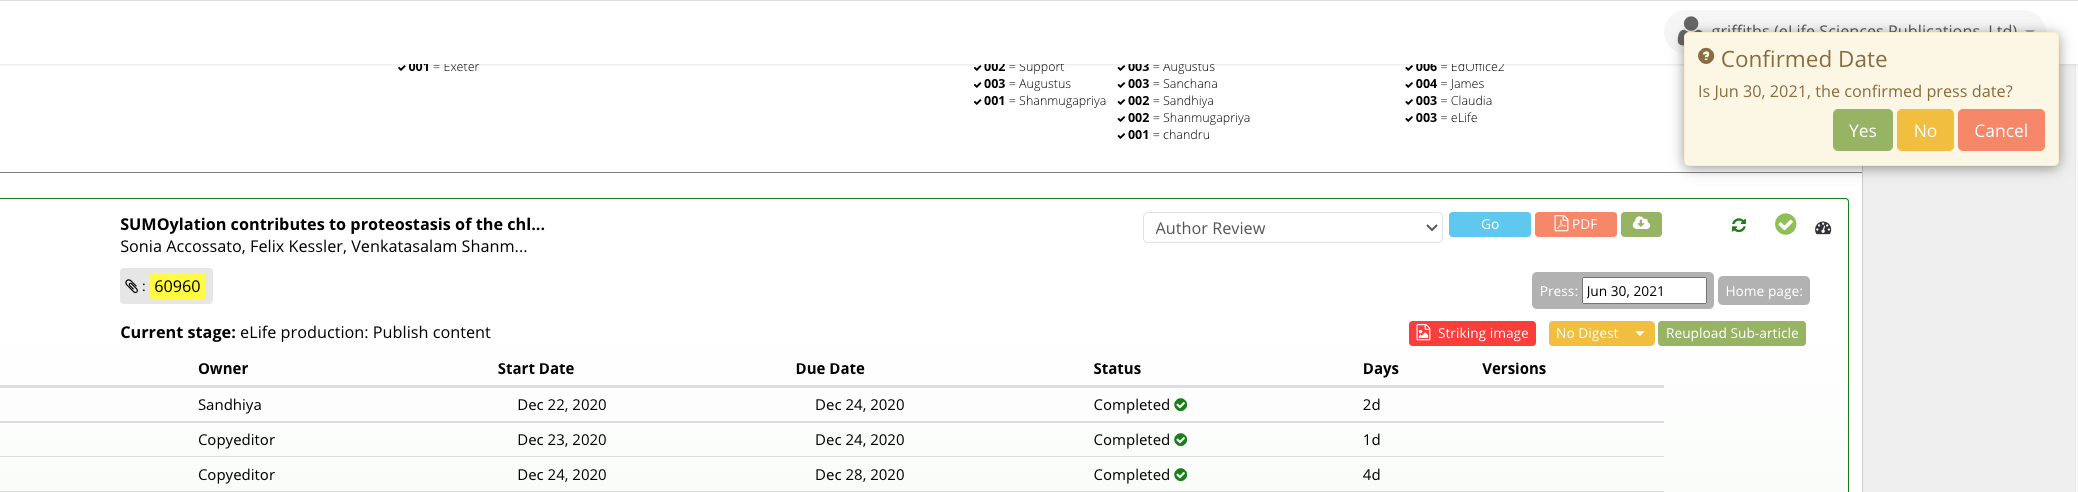 griffiths (eLife Sciences Publications, Ltd)
Confirmed Date
Is Jun 30, 2021, the confirmed press date?
Yes No Cancel
001 = Exeter
002 = Support
003 = Augustus
001 = Shanmugapriya
003 = Augustus
003 = Sanchana
002 = Sandhiya
002 = Shanmugapriya
001 = chandru
006 = EdOffice2
004 = James
003 = Claudia
003 = eLife
SUMOylation contributes to proteostasis of the chl...
Sonia Accossato, Felix Kessler, Venkatasalam Shanm...
Author Review Go PDF
: 60960
Press: Jun 30, 2021 Home page:
Current stage: eLife production: Publish content
Striking image No Digest Reupload Sub-article
Owner Start Date Due Date Status Days Versions
Sandhiya Dec 22, 2020 Dec 24, 2020 Completed 2d
Copyeditor Dec 23, 2020 Dec 24, 2020 Completed 1d
Copyeditor Dec 24, 2020 Dec 28, 2020 Completed 4d